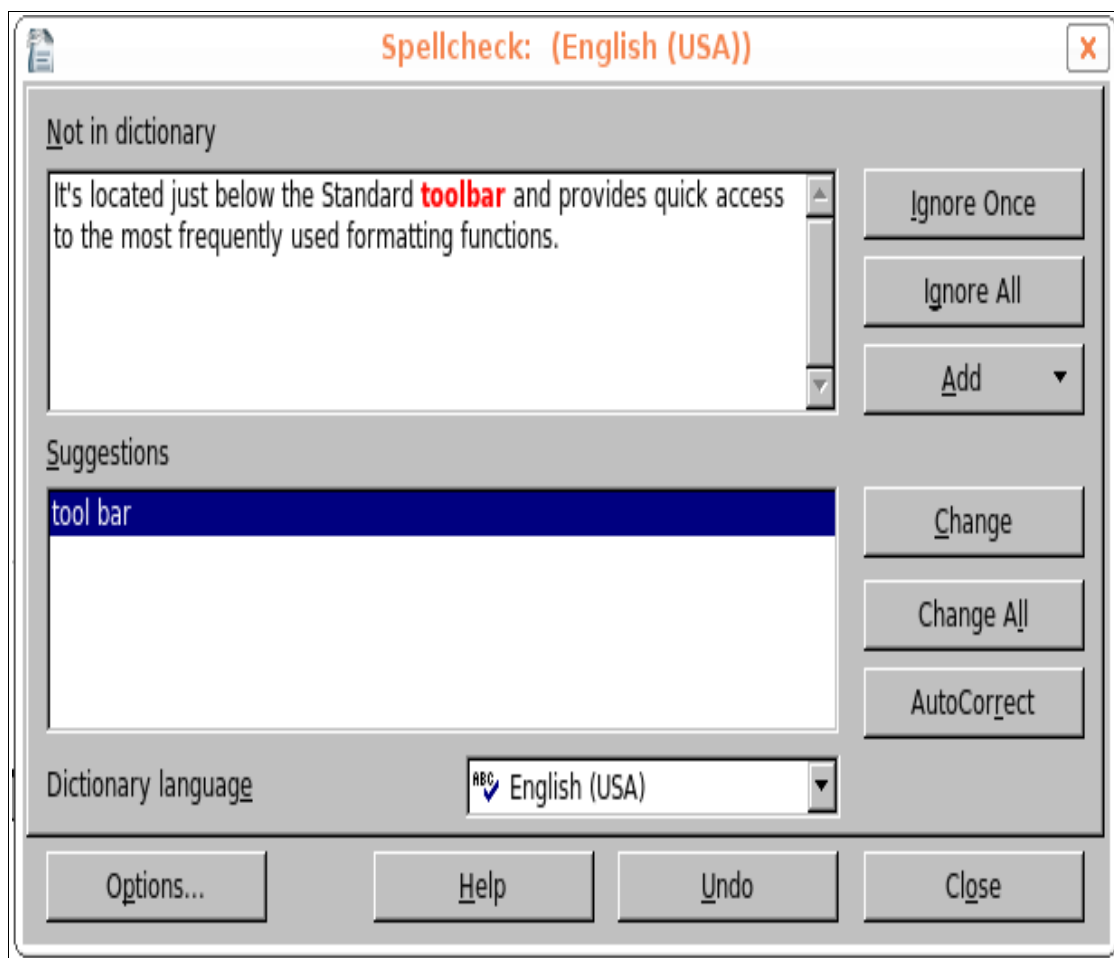 Spellcheck:  (English (USA))
Not in dictionary
It's located just below the Standard toolbar and provides quick access
to the most frequently used formatting functions.
Ignore Once
Ignore All
Add
Suggestions
tool bar
Change
Change All
AutoCorrect
Dictionary language
ABC English (USA)
Options...
Help
Undo
Close